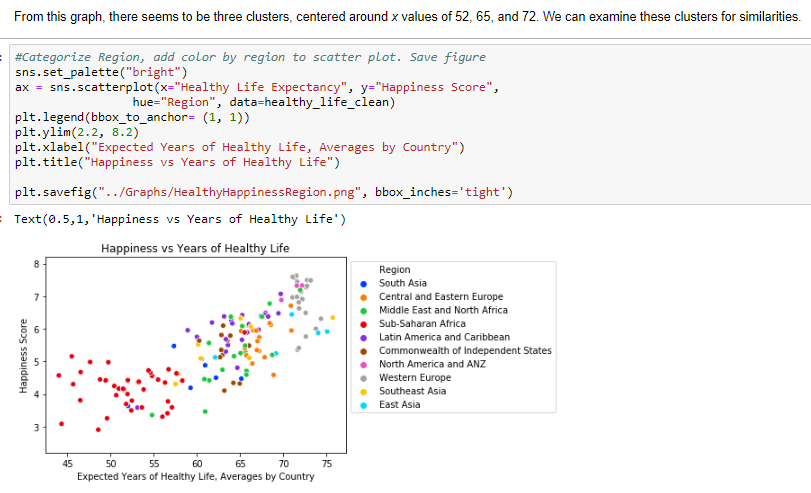 From this graph, there seems to be three clusters, centered around x values of 52, 65, and 72. We can examine these clusters for similarities.
#Categorize Region, add color by region to scatter plot. Save figure
sns.set_palette("bright")
ax = sns.scatterplot(x="Healthy Life Expectancy", y="Happiness Score",
hue="Region", data=healthy_life_clean)
plt.legend(bbox_to_anchor= (1, 1))
plt.ylim(2.2, 8.2)
plt.xlabel("Expected Years of Healthy Life, Averages by Country")
plt.title("Happiness vs Years of Healthy Life")
plt.savefig("../Graphs/HealthyHappinessRegion.png", bbox_inches='tight')
Text(0.5,1,'Happiness vs Years of Healthy Life')
Happiness vs Years of Healthy Life
8
7
6
5
4
3
Happiness Score
45 50 55 60 65 70 75
Expected Years of Healthy Life, Averages by Country
Region
South Asia
Central and Eastern Europe
Middle East and North Africa
Sub-Saharan Africa
Latin America and Caribbean
Commonwealth of Independent States
North America and ANZ
Western Europe
Southeast Asia
East Asia